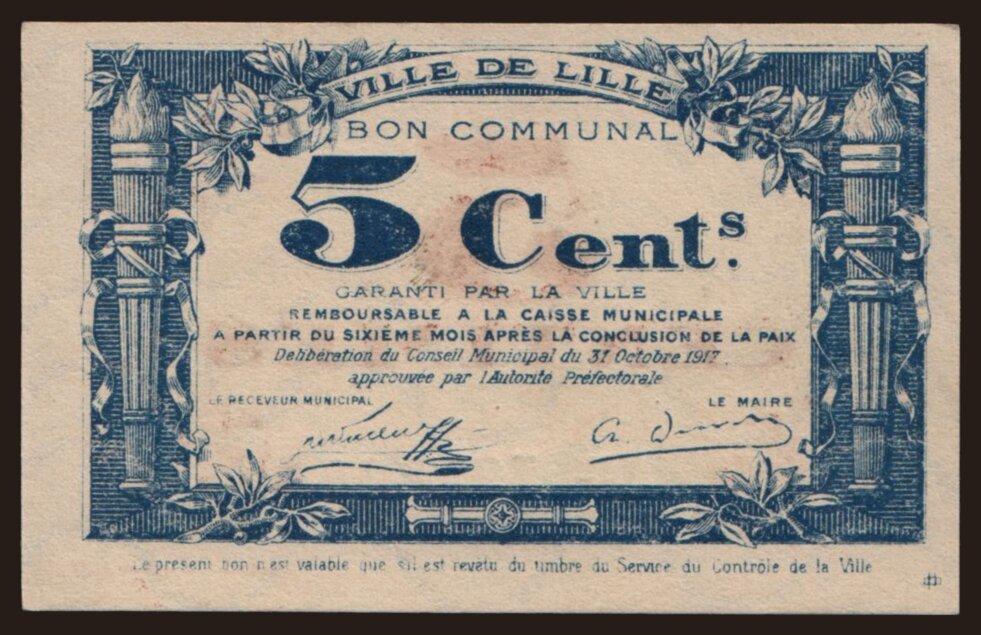 VILLE DE LILLE
BON COMMUNAL
5 Cents.
GARANTI PAR LA VILLE
REMBOURSABLE A LA CAISSE MUNICIPALE
A PARTIR DU SIXIÉME MOIS APRÈS LA CONCLUSION DE LA PAIX
Délibération du Conseil Municipal du 31 Octobre 1917
approuvée par l'Autorité Préfectorale
LE RECEVEUR MUNICIPAL
LE MAIRE
Le présent bon n'est valable que s'il est revêtu du timbre du Service du Contrôle de la Ville